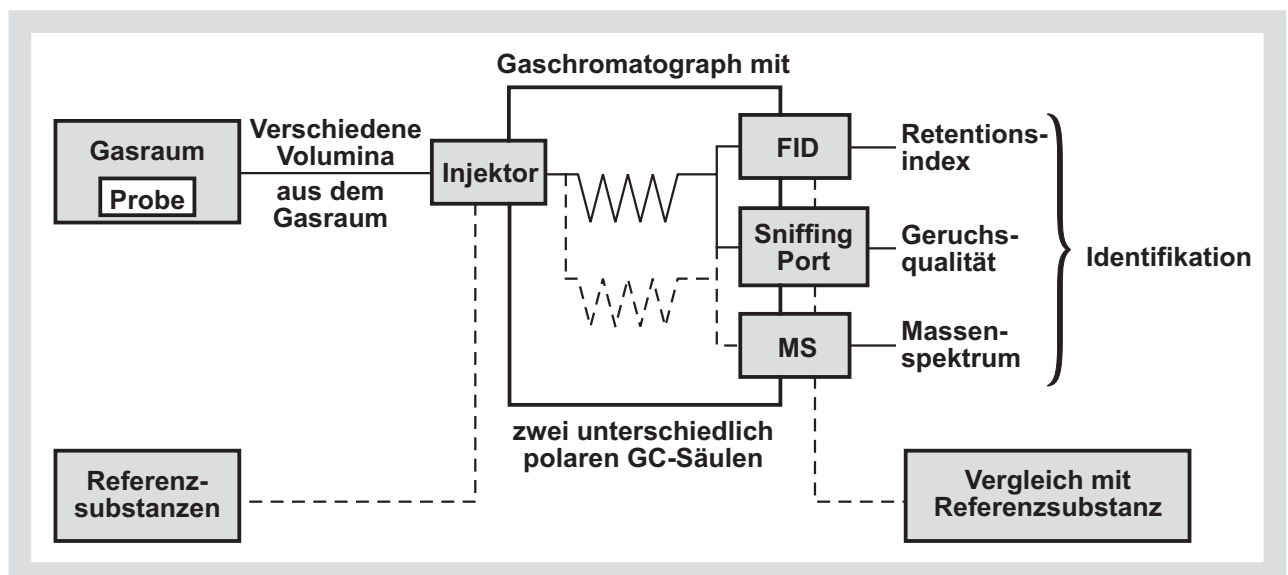 Gaschromatograph mit
Gasraum
Probe
Verschiedene
Volumina
aus dem
Gasraum
Injektor
FID
Sniffing
Port
MS
Retentions-
index
Geruchs-
qualität
Massen-
spektrum
Identifikation
zwei unterschiedlich
polaren GC-Säulen
Referenz-
substanzen
Vergleich mit
Referenzsubstanz